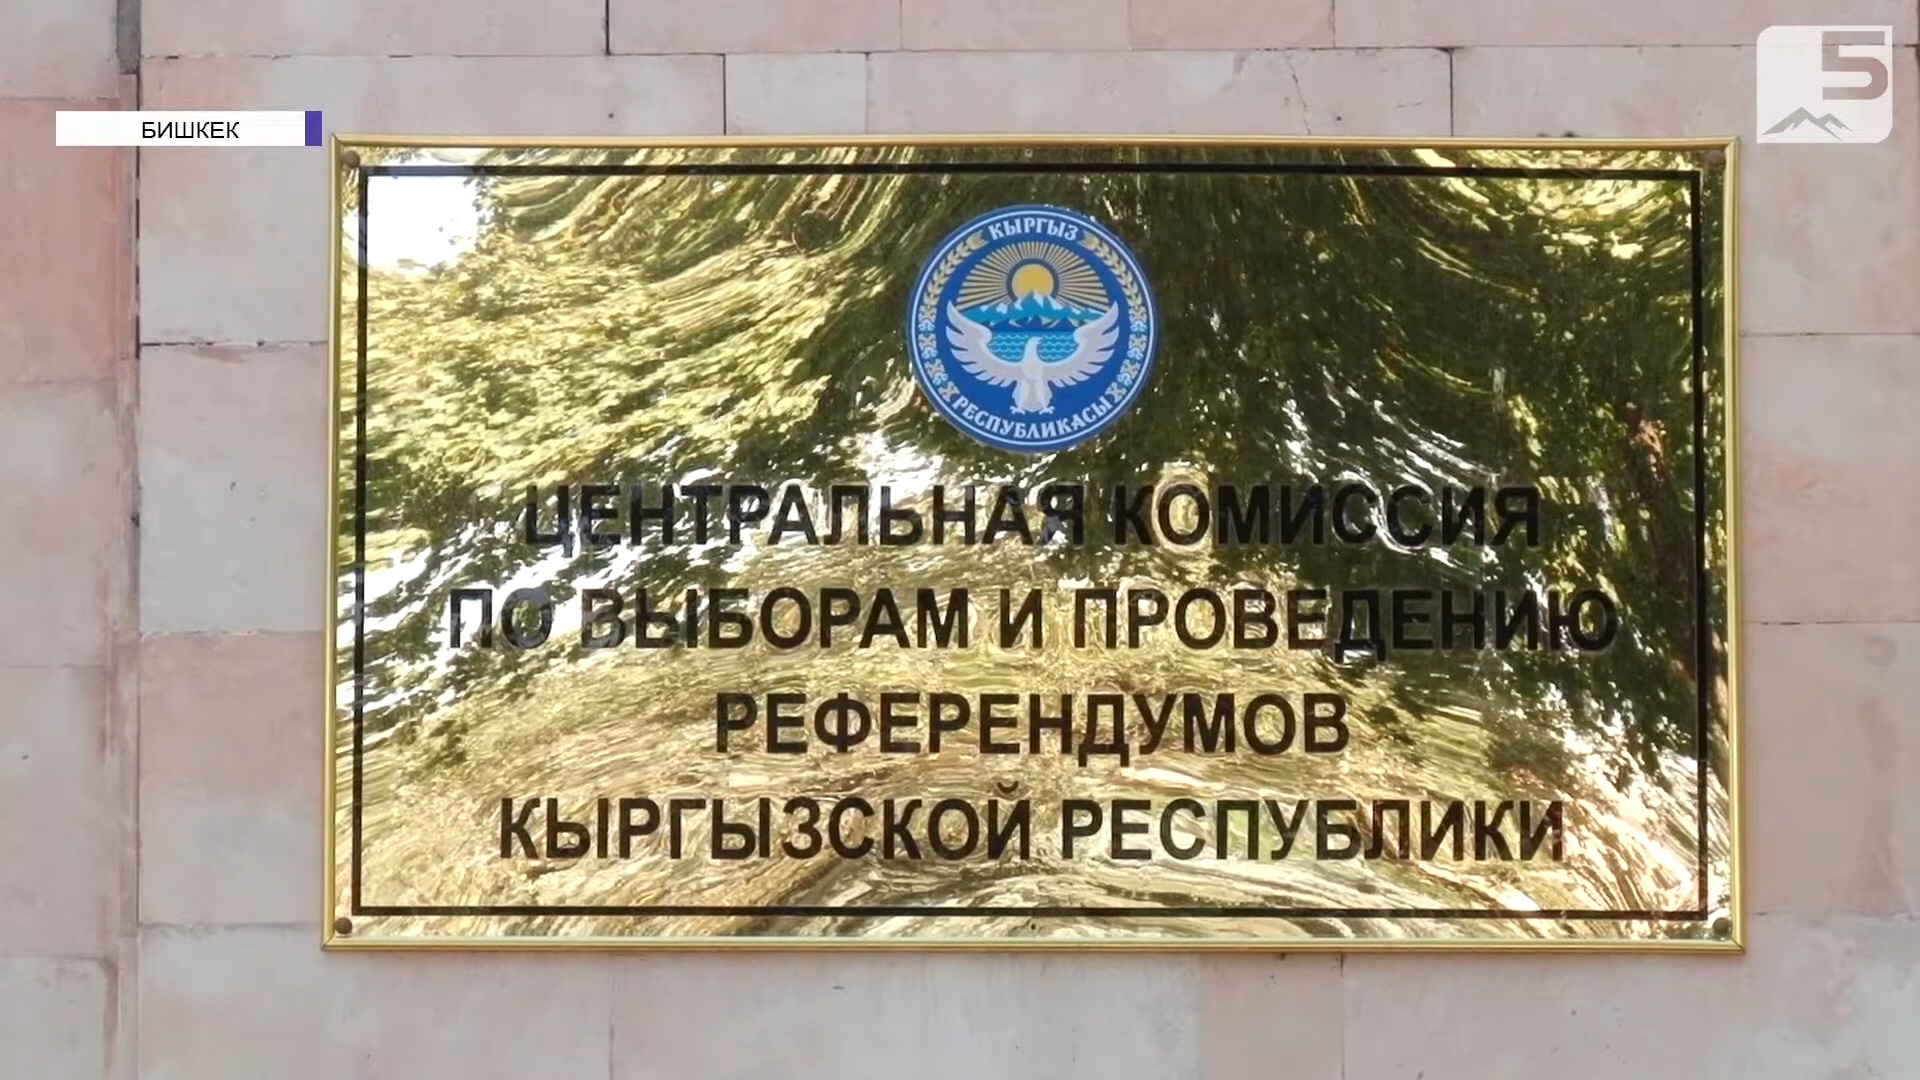 БИШКЕК
5
КЫРГЫЗ
РЕСПУБЛИКАСЫ
ЦЕНТРАЛЬНАЯ КОМИССИЯ
ПО ВЫБОРАМ И ПРОВЕДЕНИЮ
РЕФЕРЕНДУМОВ
КЫРГЫЗСКОЙ РЕСПУБЛИКИ